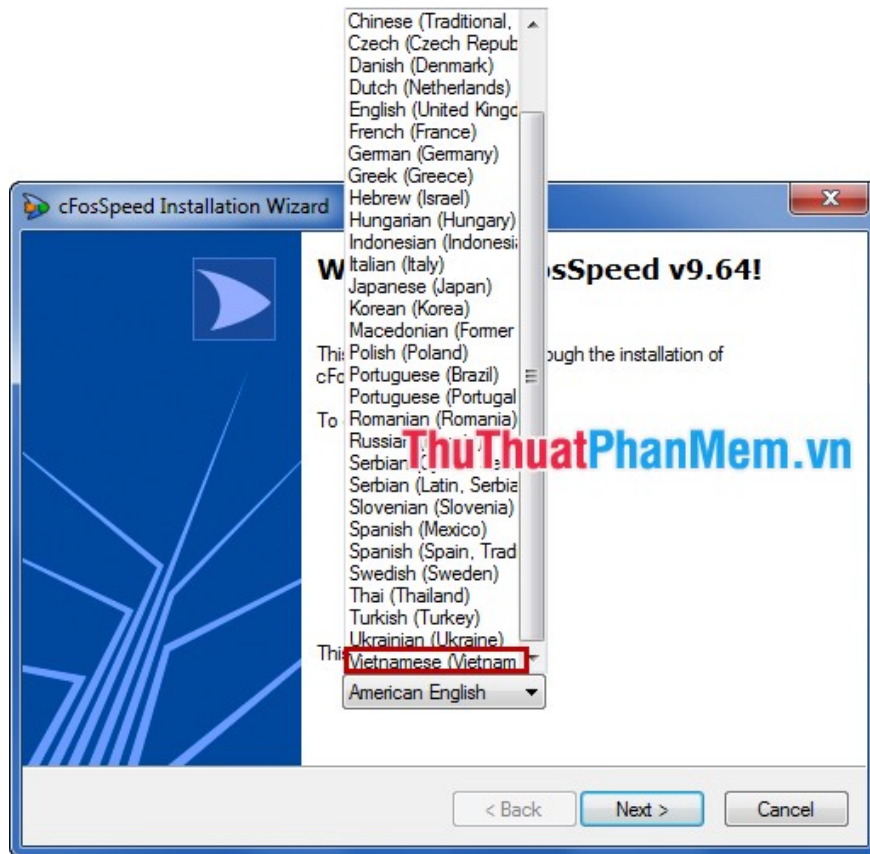 Chinese (Traditional,
Czech (Czech Repub
Danish (Denmark)
Dutch (Netherlands)
English (United Kingd
French (France)
German (Germany)
Greek (Greece)
Hebrew (Israel)
Hungarian (Hungary)
Indonesian (Indonesi
Italian (Italy)
Japanese (Japan)
Korean (Korea)
Macedonian (Former
Polish (Poland)
Portuguese (Brazil)
Portuguese (Portugal
Romanian (Romania)
Russian
Serbian
Serbian (Latin, Serbia
Slovenian (Slovenia)
Spanish (Mexico)
Spanish (Spain, Trad
Swedish (Sweden)
Thai (Thailand)
Turkish (Turkey)
Ukrainian (Ukraine)
Vietnamese (Vietnam
American English
cFosSpeed Installation Wizard
W sSpeed v9.64!
Thi ough the installation of
cFo
To
ThuThuatPhanMem.vn
Thi
< Back Next > Cancel